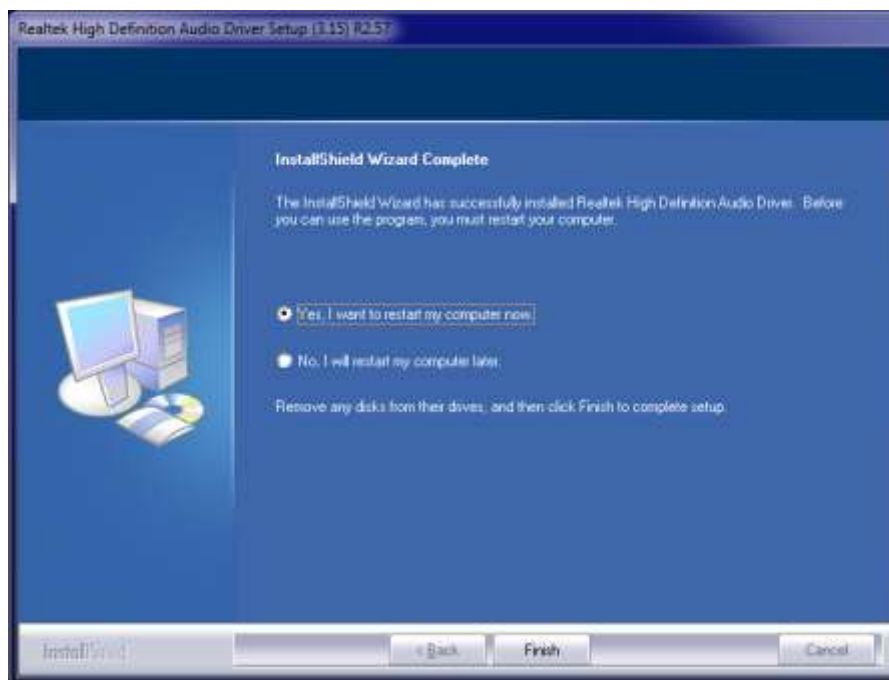 Realtek High Definition Audio Driver Setup (3.15) R2.57
InstallShield Wizard Complete
The InstallShield Wizard has successfully installed Realtek High Definition Audio Driver. Before
you can use the program, you must restart your computer.
Yes, I want to restart my computer now.
No, I will restart my computer later.
Remove any disks from their drives, and then click Finish to complete setup.
InstallShield
< Back
Finish
Cancel